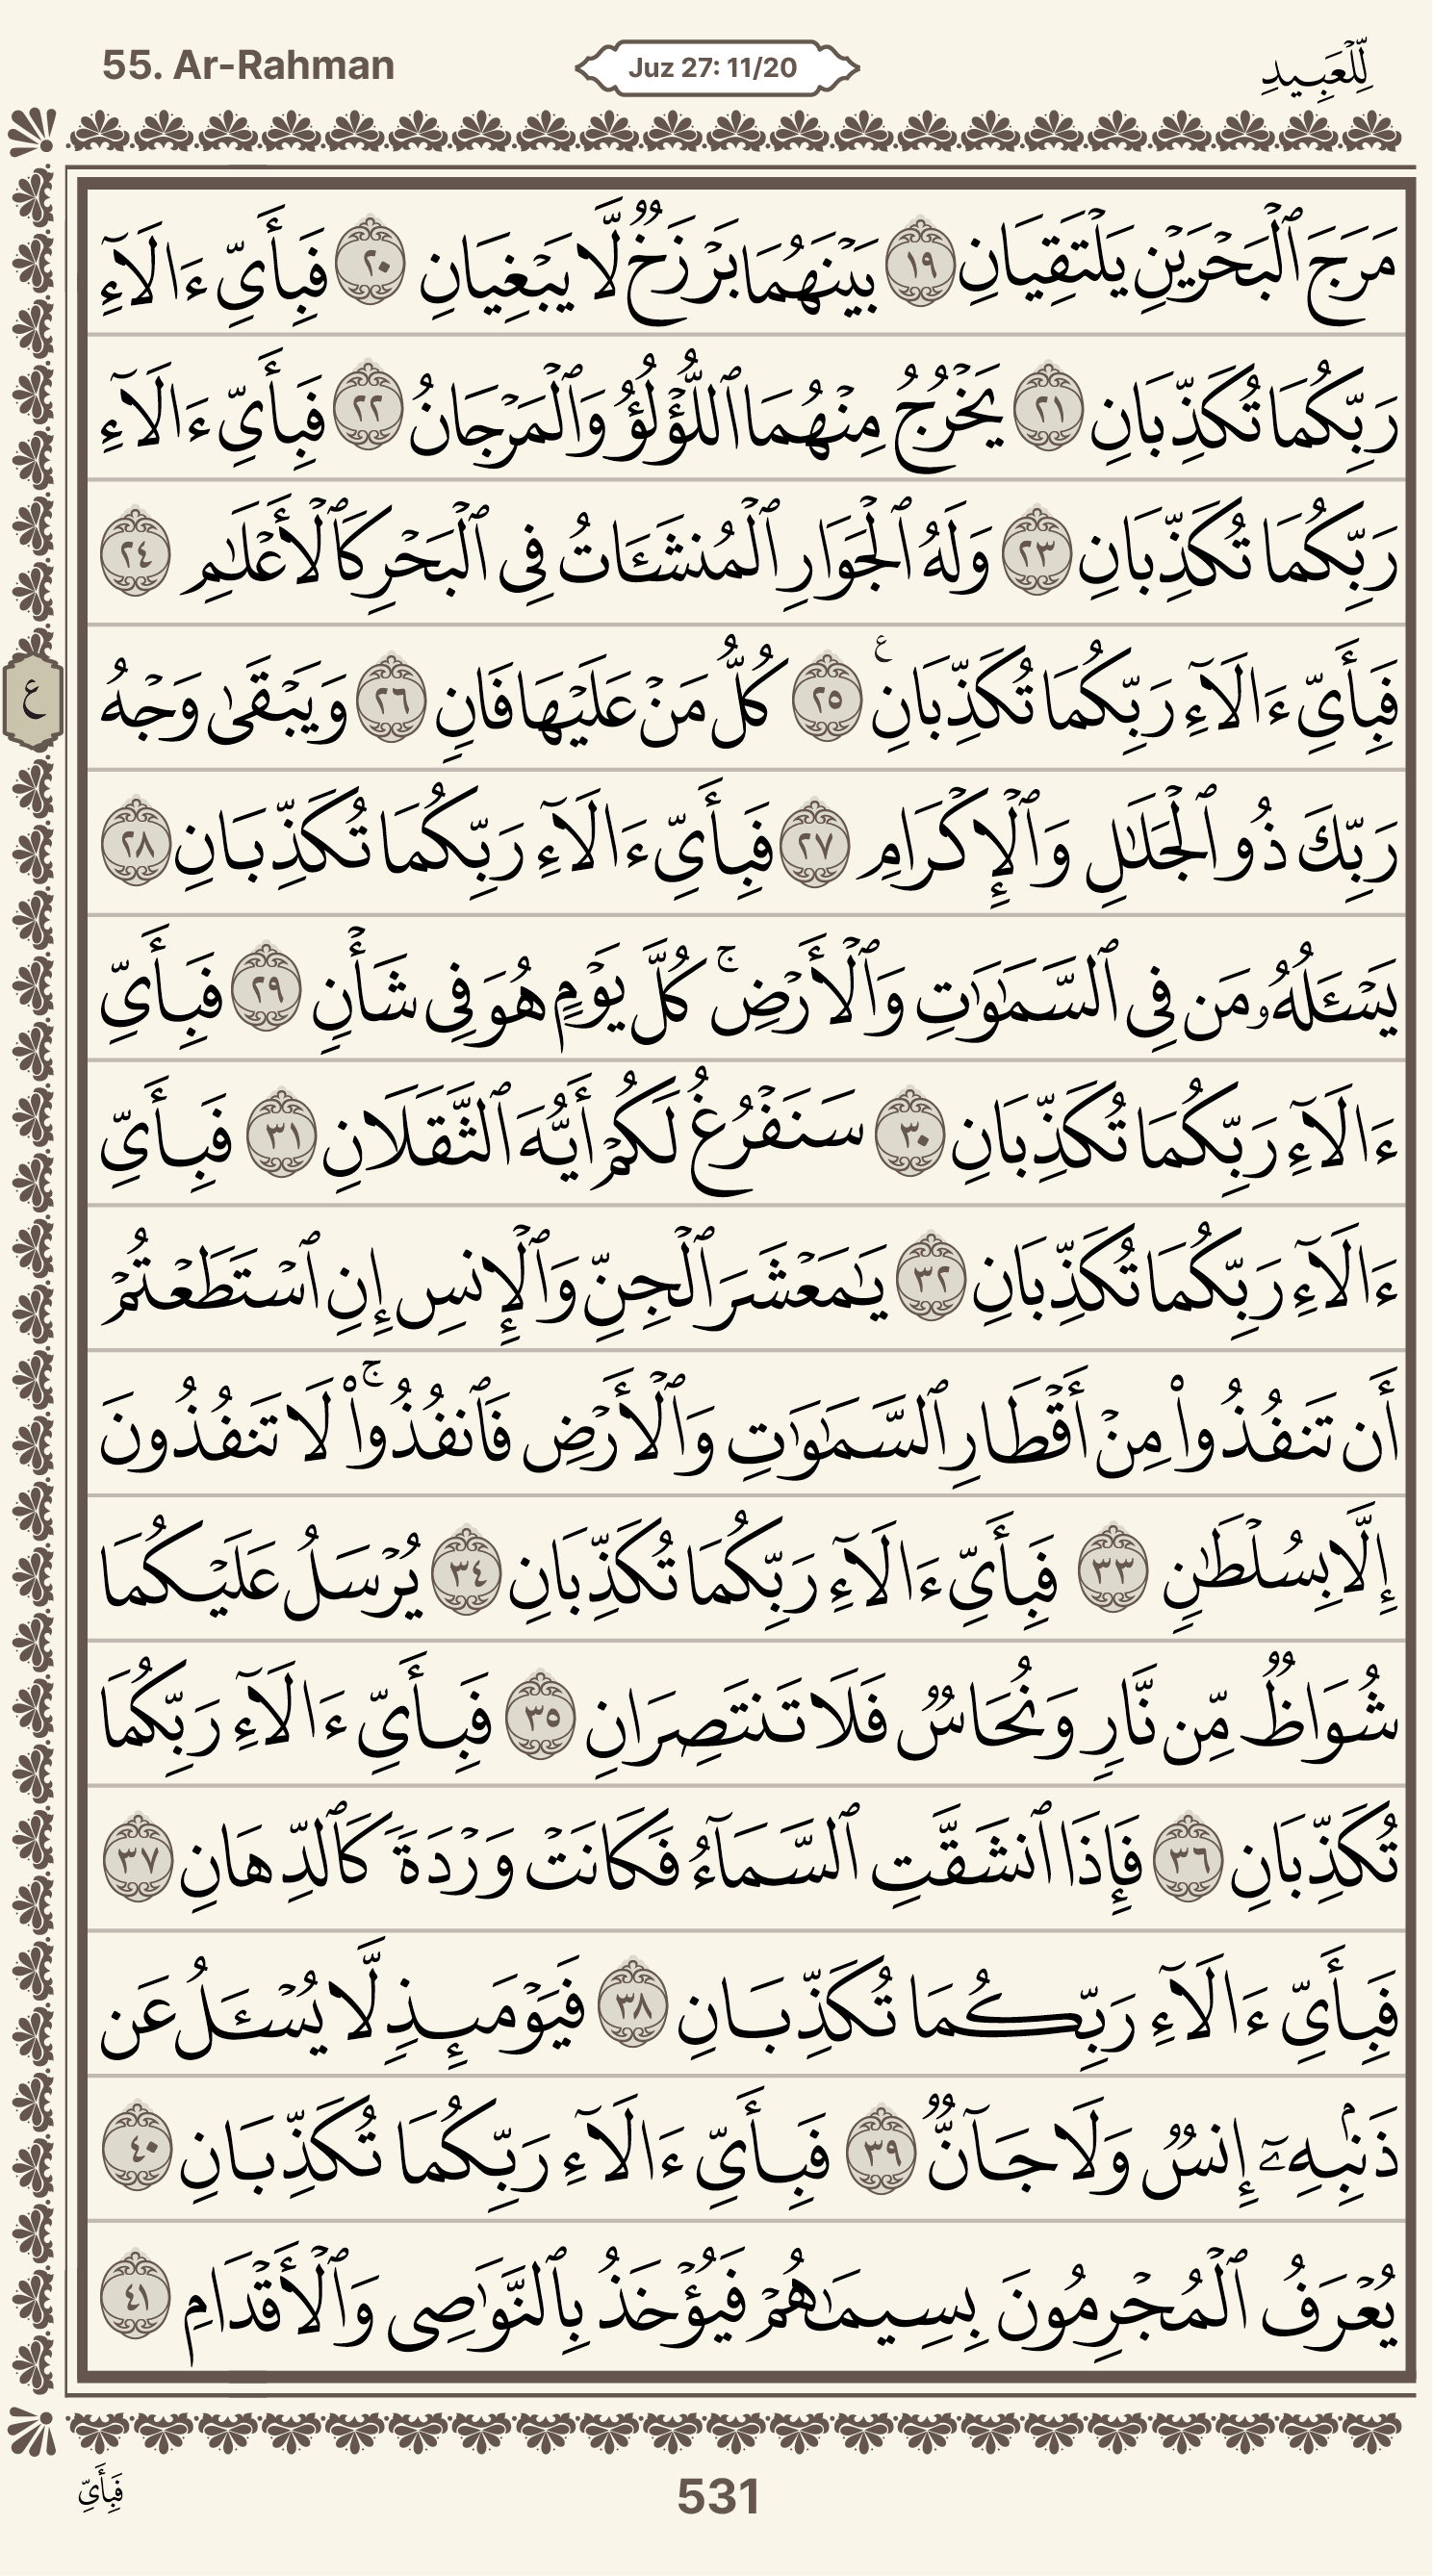 55. Ar-Rahman
Juz 27: 11/20
لِّلۡعَبِيدِ
مَرَجَ ٱلۡبَحۡرَيۡنِ يَلۡتَقِيَانِ ١٩ بَيۡنَهُمَا بَرۡزَخٞ لَّا يَبۡغِيَانِ ٢٠ فَبِأَيِّ ءَالَآءِ
رَبِّكُمَا تُكَذِّبَانِ ٢١ يَخۡرُجُ مِنۡهُمَا ٱللُّؤۡلُؤُ وَٱلۡمَرۡجَانُ ٢٢ فَبِأَيِّ ءَالَآءِ
رَبِّكُمَا تُكَذِّبَانِ ٢٣ وَلَهُ ٱلۡجَوَارِ ٱلۡمُنشَـَٔاتُ فِي ٱلۡبَحۡرِ كَٱلۡأَعۡلَٰمِ ٢٤
فَبِأَيِّ ءَالَآءِ رَبِّكُمَا تُكَذِّبَانِ ع ٢٥ كُلُّ مَنۡ عَلَيۡهَا فَانٖ ٢٦ وَيَبۡقَىٰ وَجۡهُ
ع
رَبِّكَ ذُو ٱلۡجَلَٰلِ وَٱلۡإِكۡرَامِ ٢٧ فَبِأَيِّ ءَالَآءِ رَبِّكُمَا تُكَذِّبَانِ ٢٨
يَسۡـَٔلُهُۥ مَن فِي ٱلسَّمَٰوَٰتِ وَٱلۡأَرۡضِۚ كُلَّ يَوۡمٍ هُوَ فِي شَأۡنٖ ٢٩ فَبِأَيِّ
ءَالَآءِ رَبِّكُمَا تُكَذِّبَانِ ٣٠ سَنَفۡرُغُ لَكُمۡ أَيُّهَ ٱلثَّقَلَانِ ٣١ فَبِأَيِّ
ءَالَآءِ رَبِّكُمَا تُكَذِّبَانِ ٣٢ يَٰمَعۡشَرَ ٱلۡجِنِّ وَٱلۡإِنسِ إِنِ ٱسۡتَطَعۡتُمۡ
أَن تَنفُذُواْ مِنۡ أَقۡطَارِ ٱلسَّمَٰوَٰتِ وَٱلۡأَرۡضِ فَٱنفُذُواْۚ لَا تَنفُذُونَ
إِلَّا بِسُلۡطَٰنٖ ٣٣ فَبِأَيِّ ءَالَآءِ رَبِّكُمَا تُكَذِّبَانِ ٣٤ يُرۡسَلُ عَلَيۡكُمَا
شُوَاظٞ مِّن نَّارٖ وَنُحَاسٞ فَلَا تَنتَصِرَانِ ٣٥ فَبِأَيِّ ءَالَآءِ رَبِّكُمَا
تُكَذِّبَانِ ٣٦ فَإِذَا ٱنشَقَّتِ ٱلسَّمَآءُ فَكَانَتۡ وَرۡدَةٗ كَٱلدِّهَانِ ٣٧
فَبِأَيِّ ءَالَآءِ رَبِّكُمَا تُكَذِّبَانِ ٣٨ فَيَوۡمَئِذٖ لَّا يُسۡـَٔلُ عَن
ذَنۢبِهِۦٓ إِنسٞ وَلَا جَآنّٞ ٣٩ فَبِأَيِّ ءَالَآءِ رَبِّكُمَا تُكَذِّبَانِ ٤٠
يُعۡرَفُ ٱلۡمُجۡرِمُونَ بِسِيمَٰهُمۡ فَيُؤۡخَذُ بِٱلنَّوَٰصِي وَٱلۡأَقۡدَامِ ٤١
فَبِأَيِّ
531